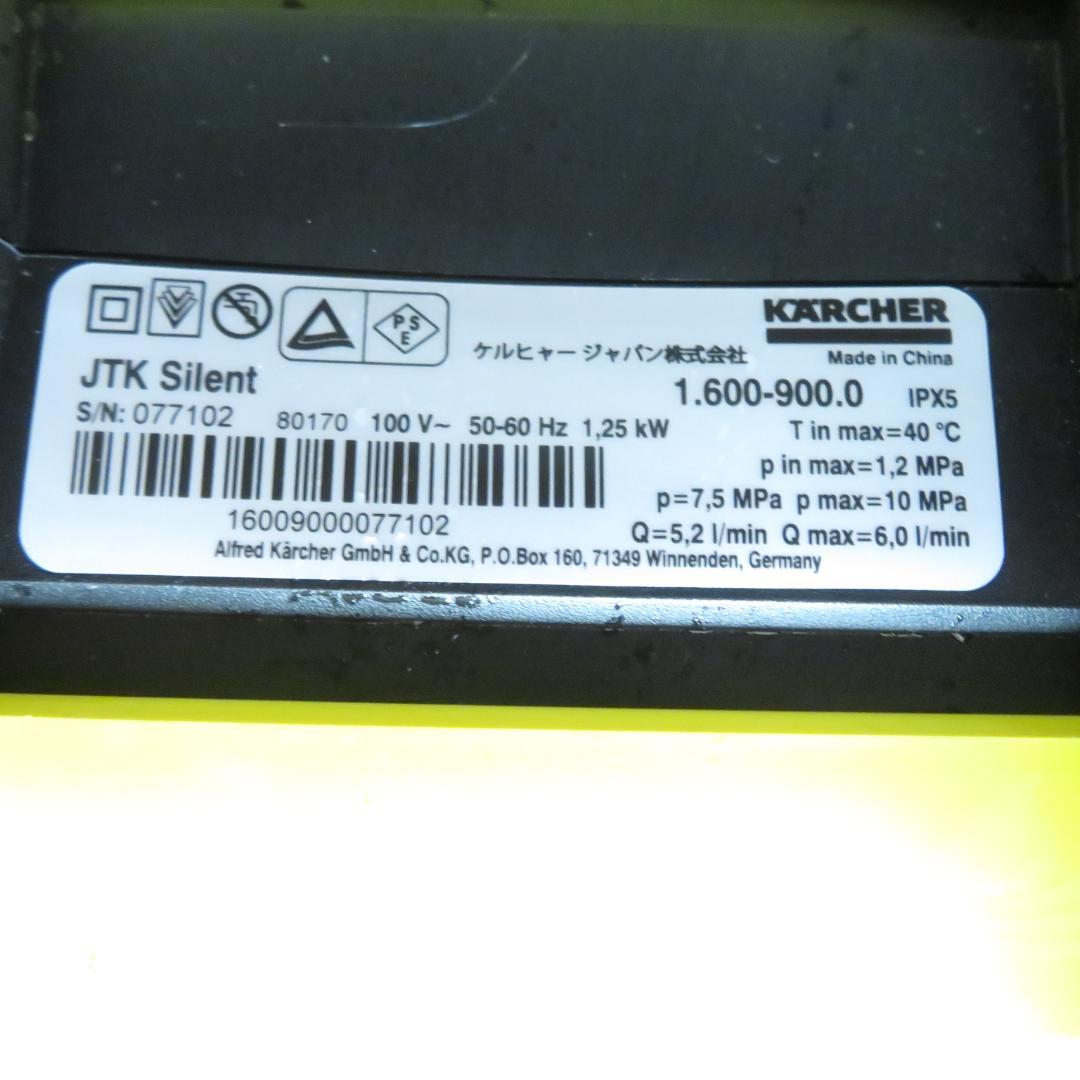 PSE
ケルヒャー ジャパン株式会社
KÄRCHER
Made in China
JTK Silent
1.600-900.0 IPX5
S/N: 077102 80170 100 V~ 50-60 Hz 1,25 kW
T in max=40 °C
p in max=1,2 MPa
p=7,5 MPa p max=10 MPa
16009000077102
Q=5,2 l/min Q max=6,0 l/min
Alfred Kärcher GmbH & Co.KG, P.O.Box 160, 71349 Winnenden, Germany